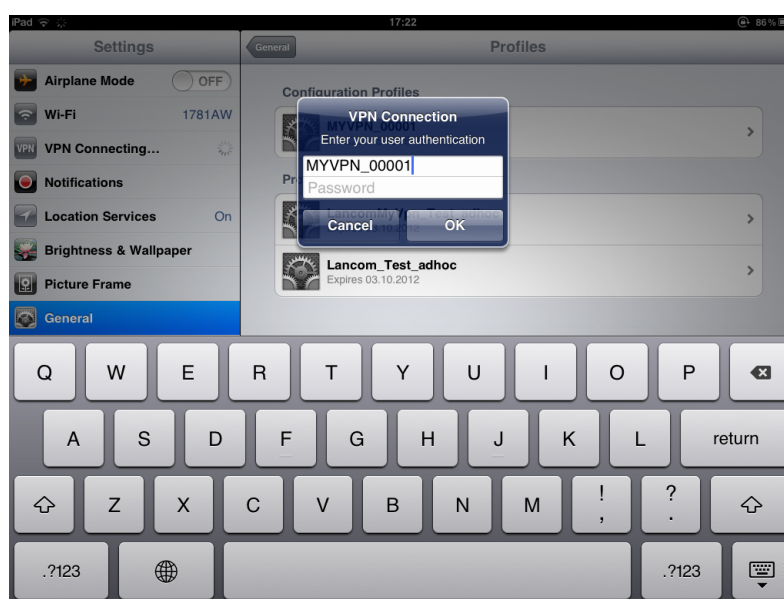 iPad 17:22 86%
Settings
General Profiles
Airplane Mode OFF
Wi-Fi 1781AW
VPN VPN Connecting...
Notifications
Location Services On
Brightness & Wallpaper
Picture Frame
General
Configuration Profiles
MYVPN_00001
VPN Connection
Enter your user authentication
MYVPN_00001
Password
Cancel OK
LancomMyVpn_Test_adhoc
Lancom_Test_adhoc
Expires 03.10.2012
Q W E R T Y U I O P
A S D F G H J K L return
Z X C V B N M ! , ? .
.?123 .?123